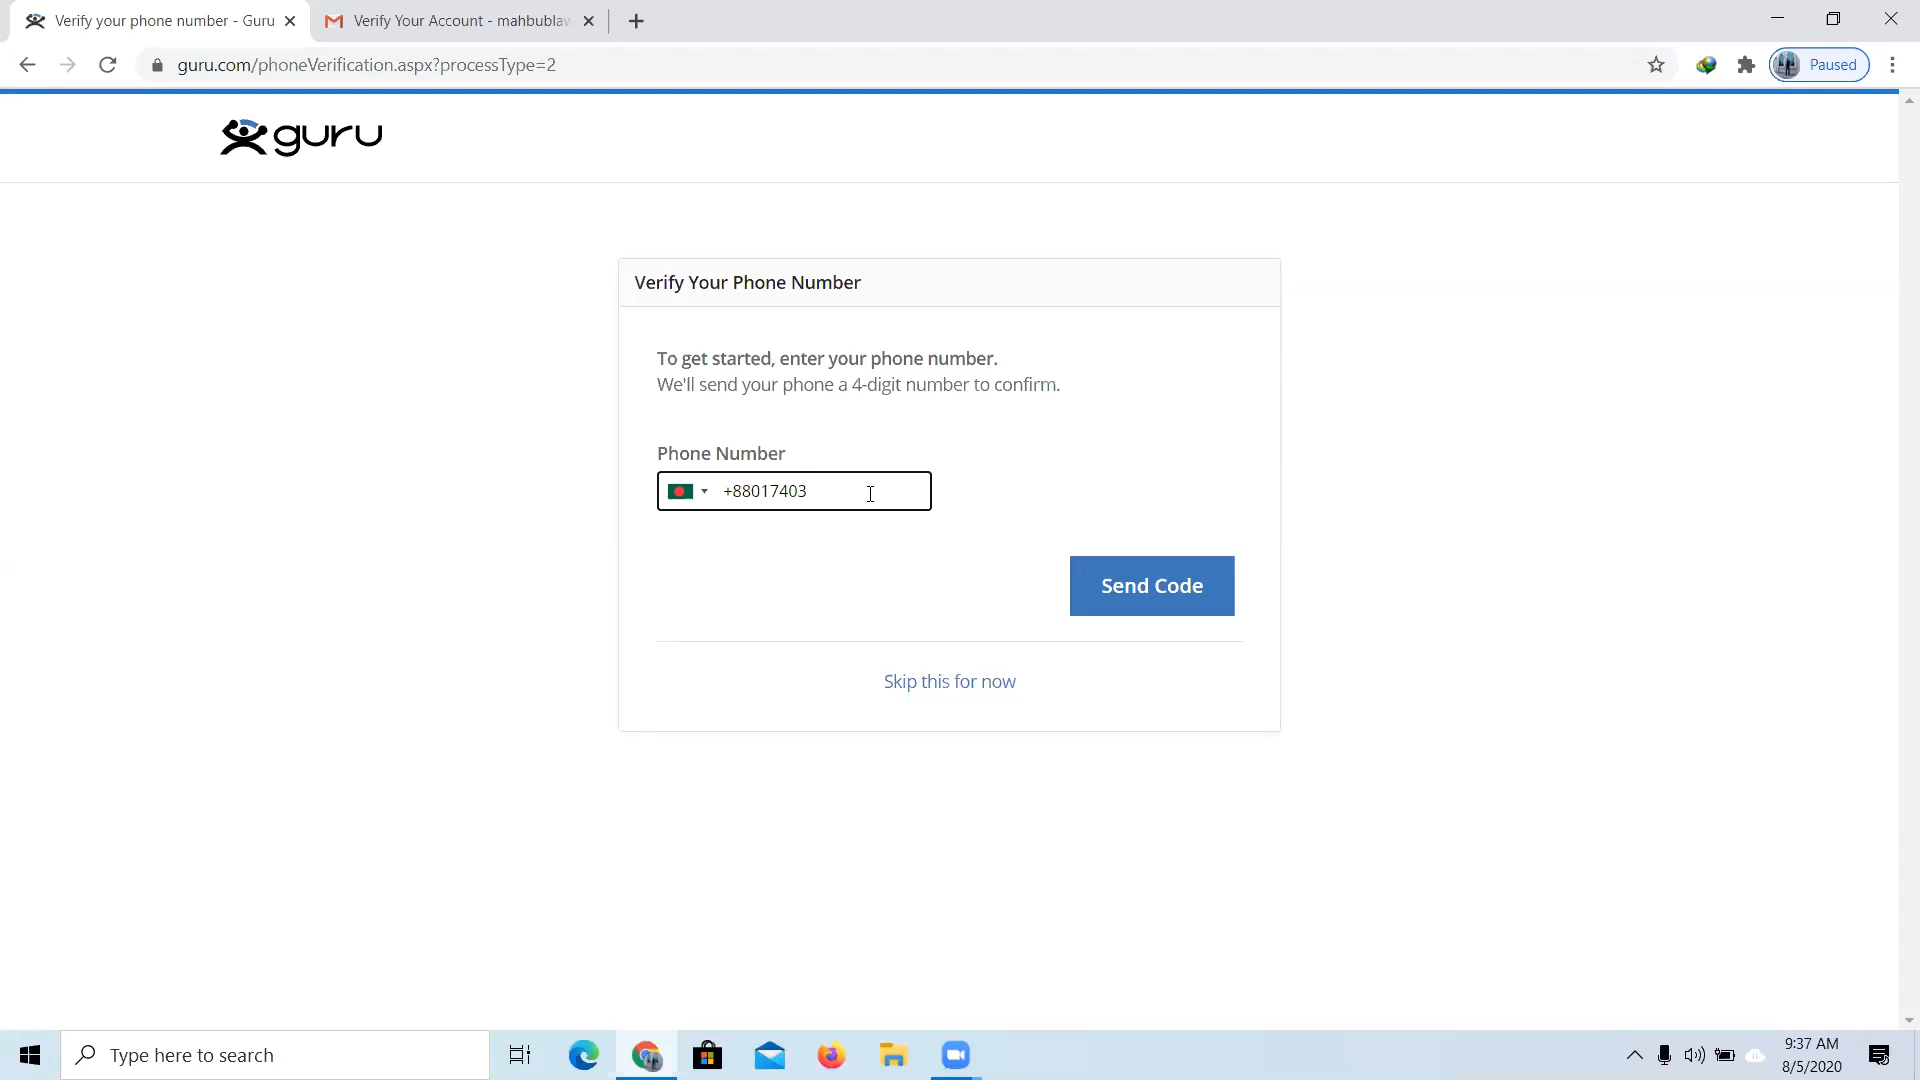 Verify your phone number - Guru
Verify Your Account - mahbublaw
guru.com/phoneVerification.aspx?processType=2
Paused
guru
Verify Your Phone Number
To get started, enter your phone number.
We'll send your phone a 4-digit number to confirm.
Phone Number
+88017403
Send Code
Skip this for now
Type here to search
9:37 AM
8/5/2020